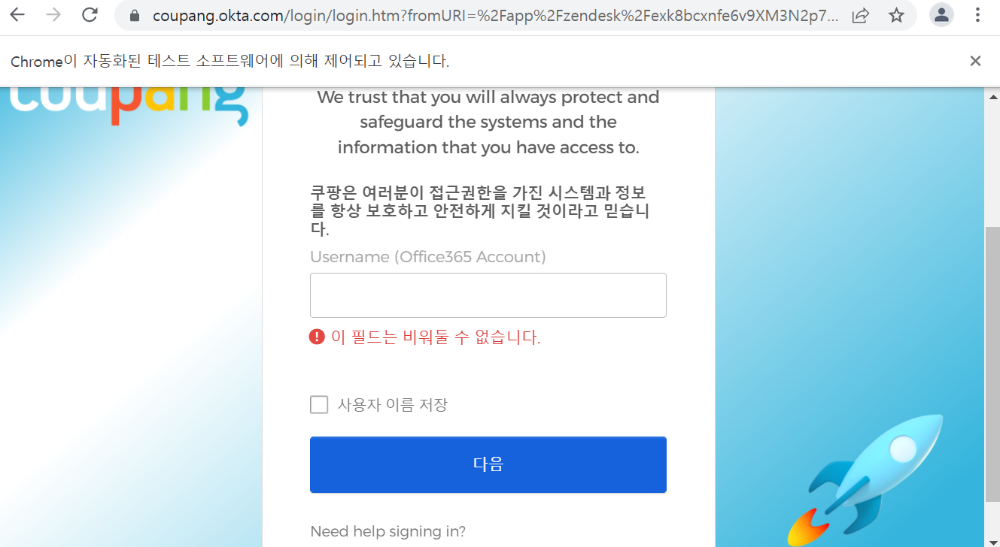 coupang.okta.com/login/login.htm?fromURI=%2Fapp%2Fzendesk%2Fexk8bcxnfe6v9XM3N2p7...
Chrome이 자동화된 테스트 소프트웨어에 의해 제어되고 있습니다.
coupang
We trust that you will always protect and
safeguard the systems and the
information that you have access to.
쿠팡은 여러분이 접근권한을 가진 시스템과 정보
를 항상 보호하고 안전하게 지킬 것이라고 믿습니
다.
Username (Office365 Account)
이 필드는 비워둘 수 없습니다.
사용자 이름 저장
다음
Need help signing in?